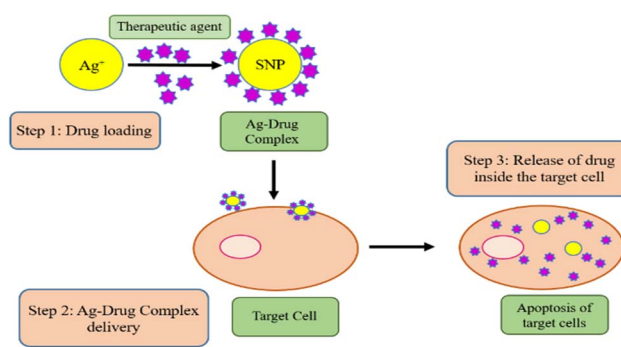 Therapeutic agent
Ag⁺
SNP
Step 1: Drug loading
Ag-Drug
Complex
Step 3: Release of drug
inside the target cell
Step 2: Ag-Drug Complex
delivery
Target Cell
Apoptosis of
target cells